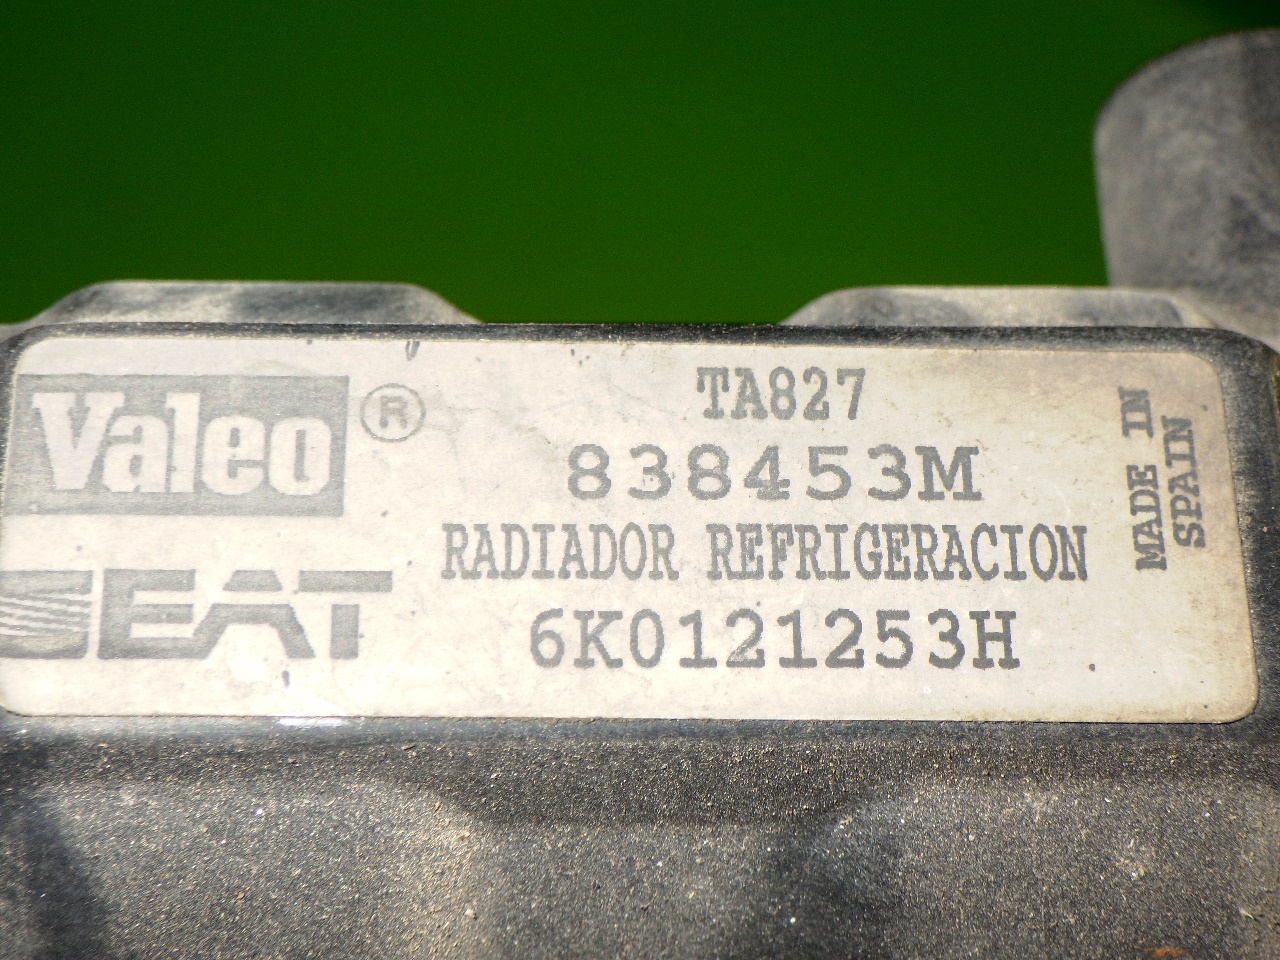 Valeo ®
SEAT
TA827
838453M
RADIADOR REFRIGERACION
6K0121253H
MADE IN
SPAIN